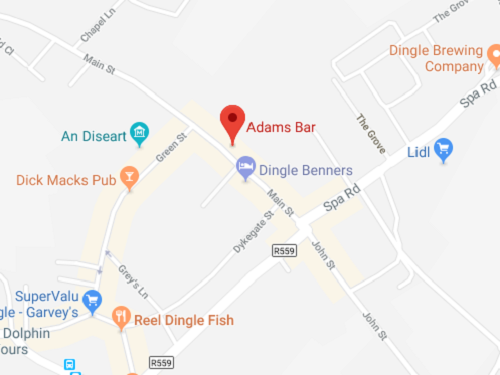 Chapel Ln
The Grove
d Cl
Main St
Dingle Brewing
Company
Spa Rd
An Diseart
Green St
Adams Bar
The Grove
Lidl
Dick Macks Pub
Dingle Benners
Main St
Spa Rd
Dykegate St
R559
John St
Grey's Ln
SuperValu
gle - Garvey's
Reel Dingle Fish
John St
Dolphin
ours
R559